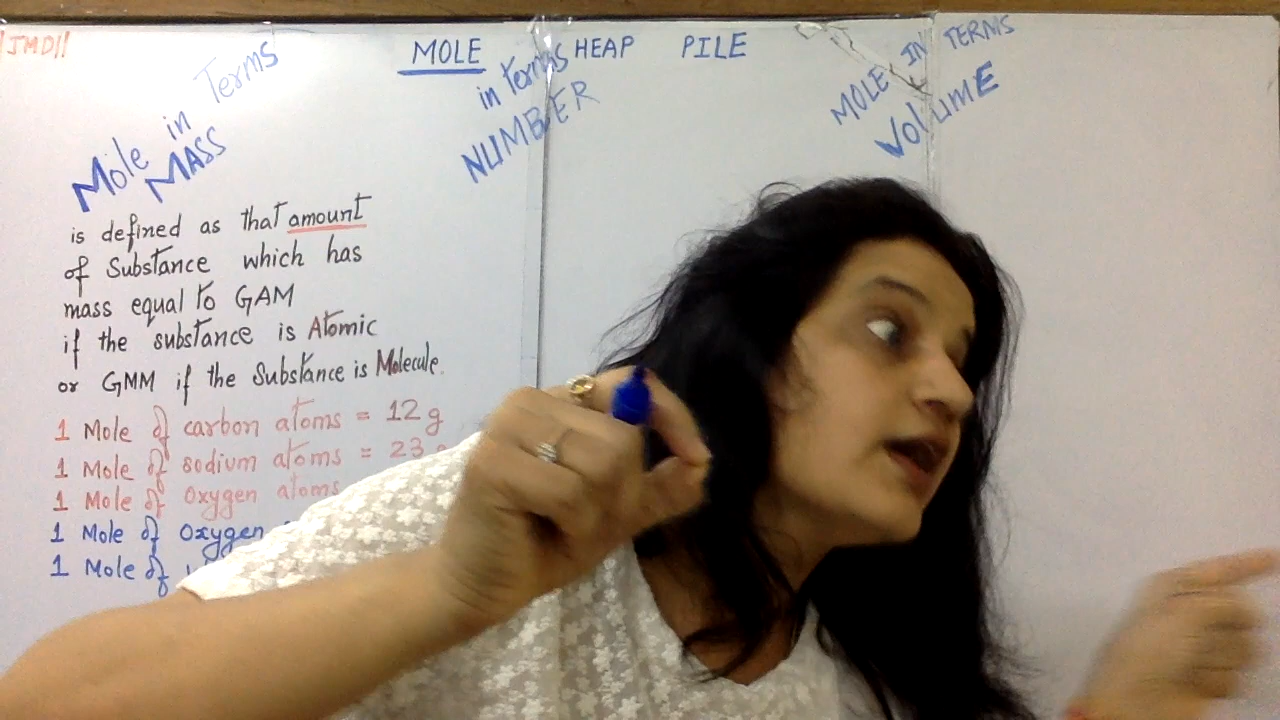 ||JMD||
MOLE HEAP PILE
Mole in Terms
MASS
in terms
NUMBER
MOLE IN TERMS
VOLUME
is defined as that amount
of Substance which has
mass equal to GAM
if the substance is Atomic
or GMM if the Substance is Molecule.
1 Mole of carbon atoms = 12 g
1 Mole of sodium atoms = 23
1 Mole of Oxygen atoms
1 Mole of Oxygen
1 Mole of